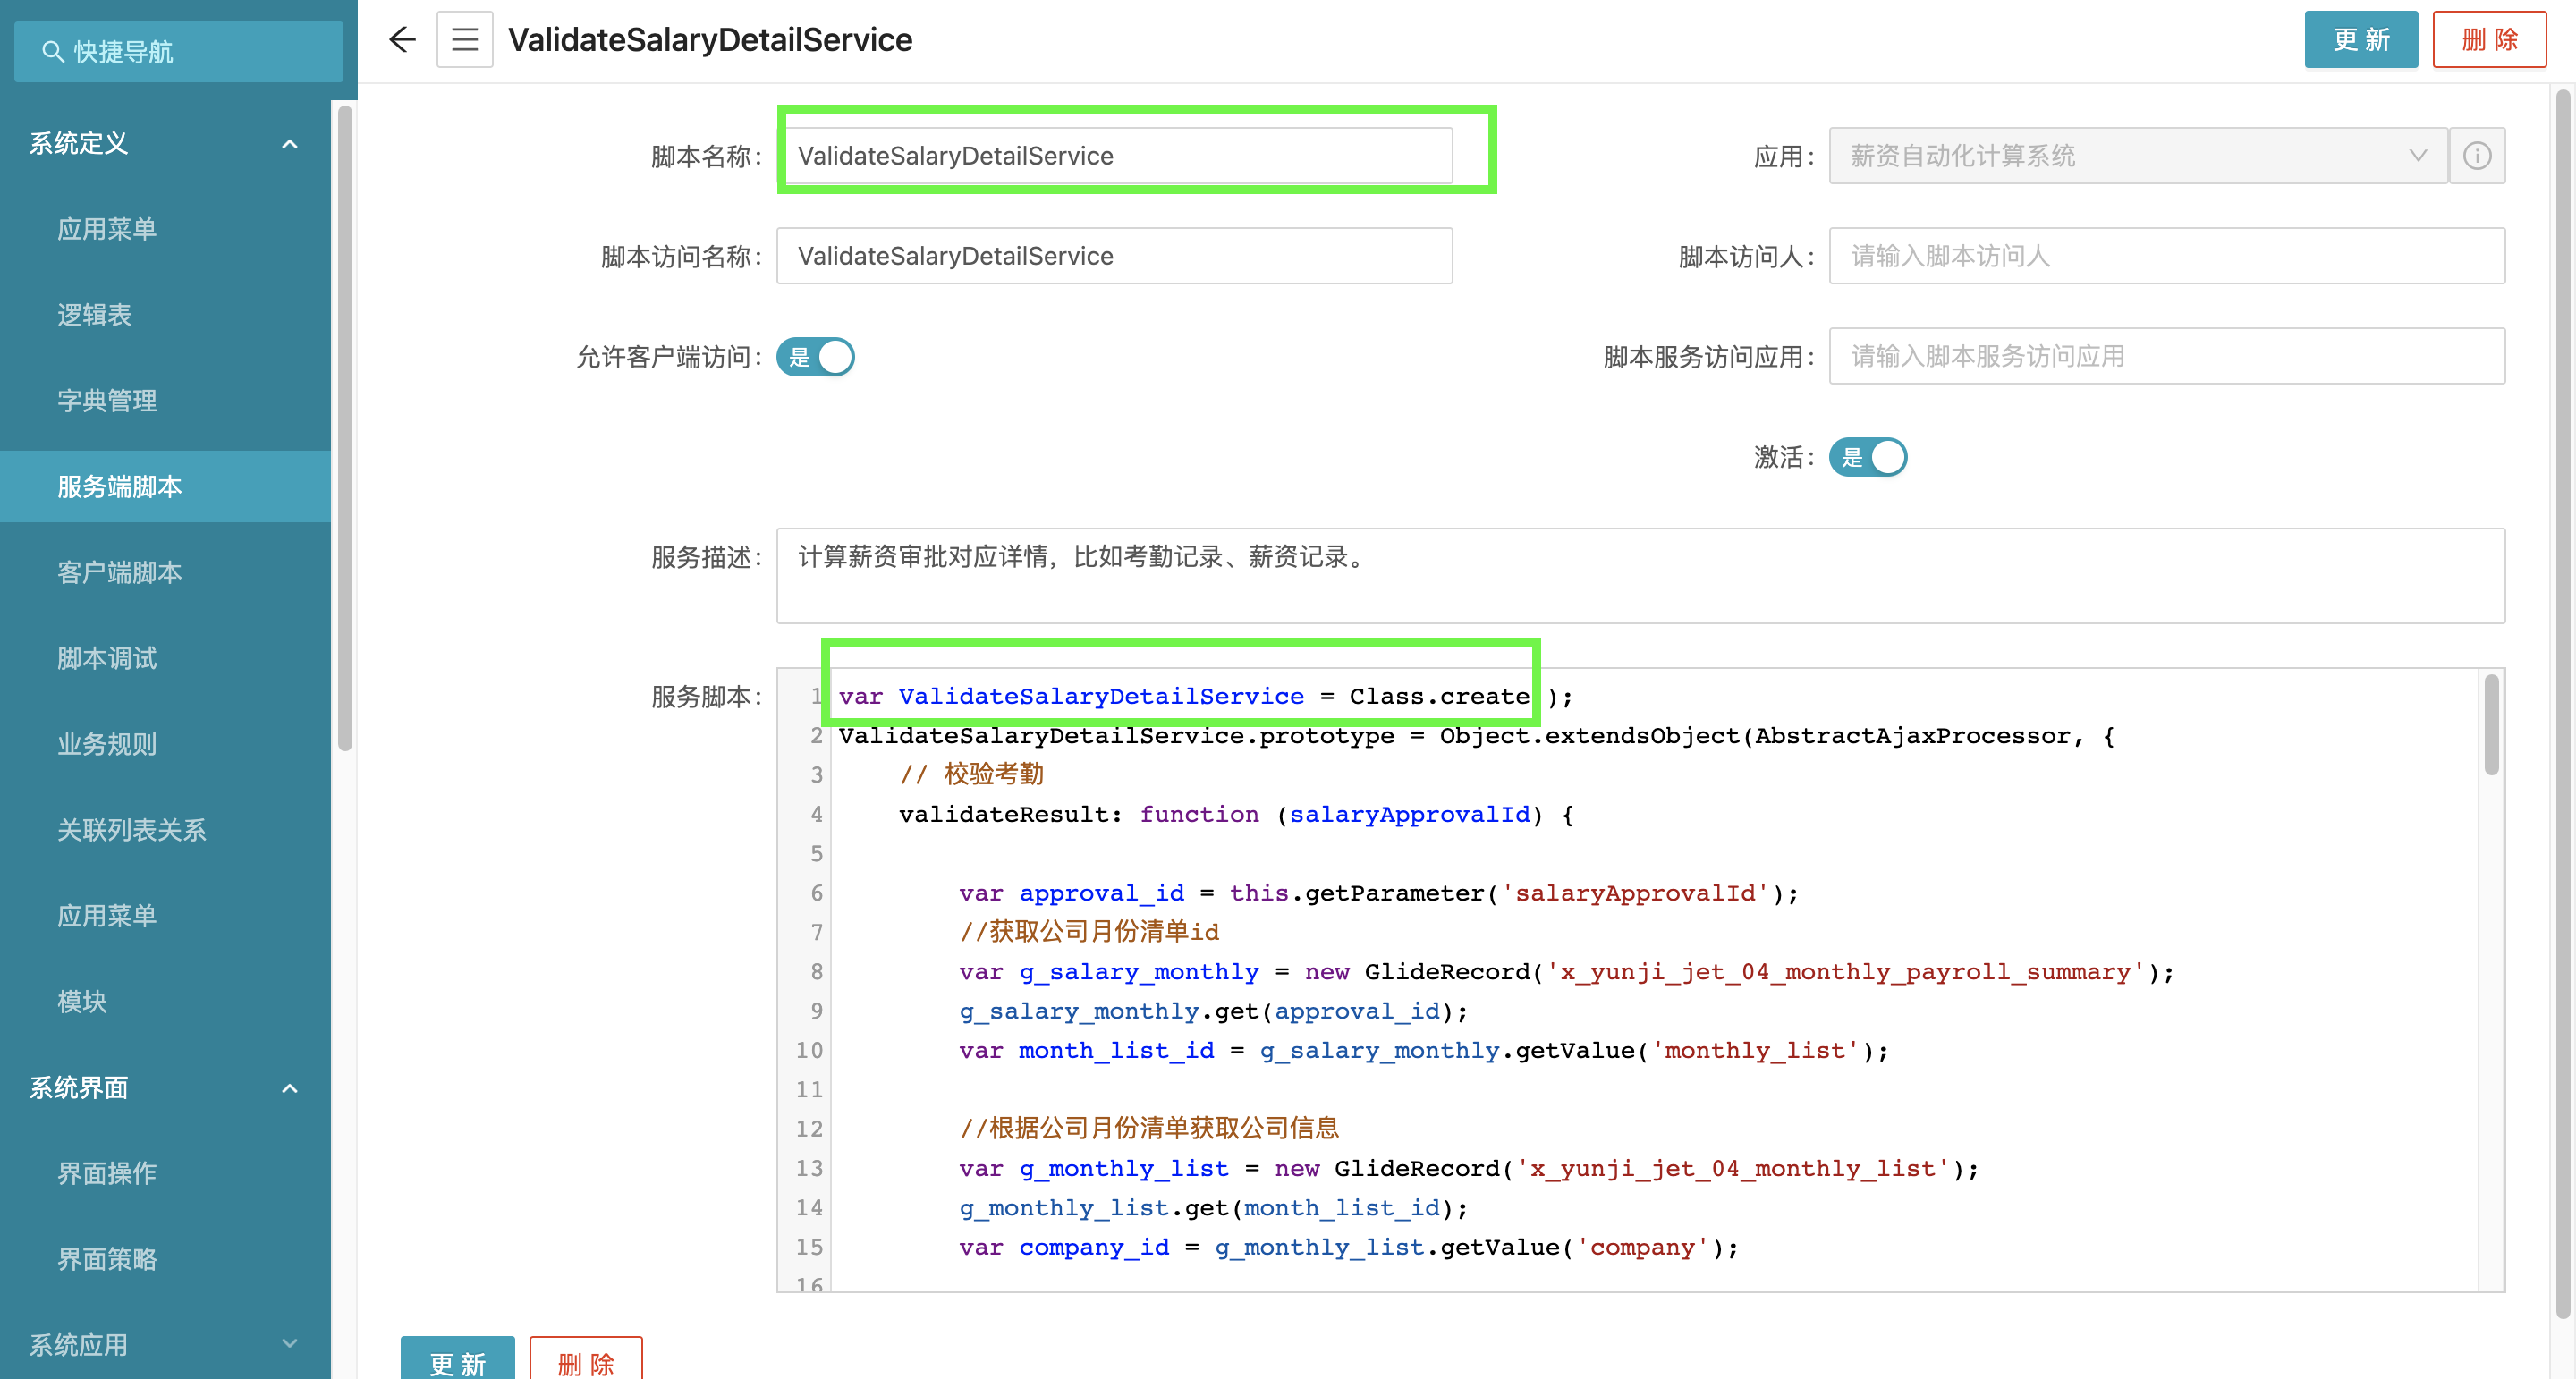 快捷导航
系统定义
应用菜单
逻辑表
字典管理
服务端脚本
客户端脚本
脚本调试
业务规则
关联列表关系
应用菜单
模块
系统界面
界面操作
界面策略
系统应用
ValidateSalaryDetailService
更 新
删 除
脚本名称：
ValidateSalaryDetailService
应用：
薪资自动化计算系统
脚本访问名称：
ValidateSalaryDetailService
脚本访问人：
请输入脚本访问人
允许客户端访问：
是
脚本服务访问应用：
请输入脚本服务访问应用
激活：
是
服务描述：
计算薪资审批对应详情，比如考勤记录、薪资记录。
服务脚本：
1 var ValidateSalaryDetailService = Class.create );
2 ValidateSalaryDetailService.prototype = Object.extendsObject(AbstractAjaxProcessor, {
3 // 校验考勤
4 validateResult: function (salaryApprovalId) {
5
6 var approval_id = this.getParameter('salaryApprovalId');
7 //获取公司月份清单id
8 var g_salary_monthly = new GlideRecord('x_yunji_jet_04_monthly_payroll_summary');
9 g_salary_monthly.get(approval_id);
10 var month_list_id = g_salary_monthly.getValue('monthly_list');
11
12 //根据公司月份清单获取公司信息
13 var g_monthly_list = new GlideRecord('x_yunji_jet_04_monthly_list');
14 g_monthly_list.get(month_list_id);
15 var company_id = g_monthly_list.getValue('company');
16
更 新
删 除